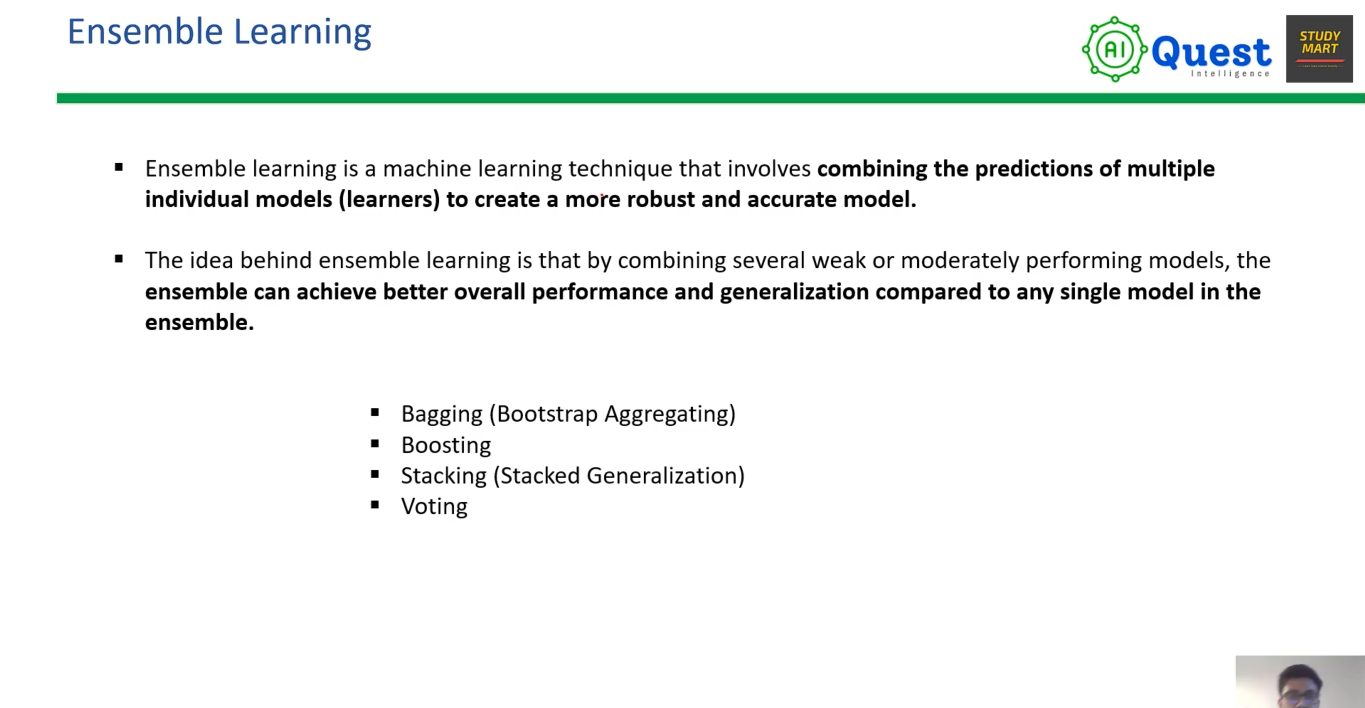 Ensemble Learning
AI Quest
Intelligence
STUDY
MART
▪ Ensemble learning is a machine learning technique that involves combining the predictions of multiple
individual models (learners) to create a more robust and accurate model.
▪ The idea behind ensemble learning is that by combining several weak or moderately performing models, the
ensemble can achieve better overall performance and generalization compared to any single model in the
ensemble.
▪ Bagging (Bootstrap Aggregating)
▪ Boosting
▪ Stacking (Stacked Generalization)
▪ Voting